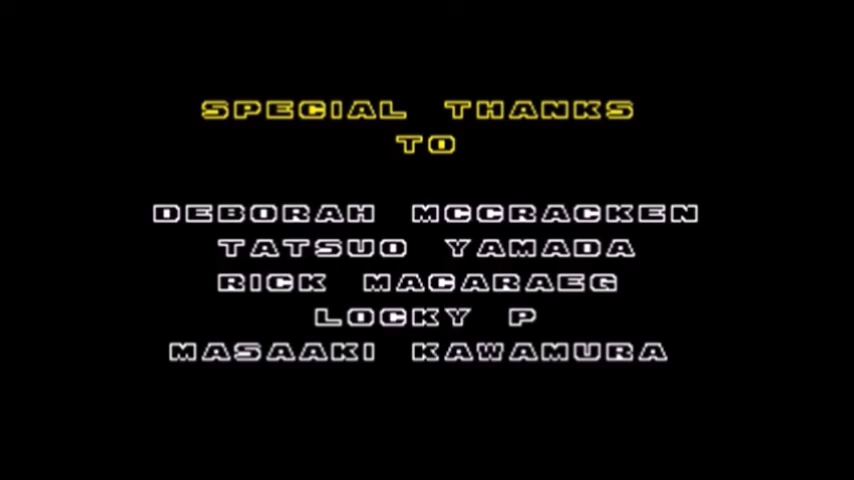 SPECIAL THANKS
TO
DEBORAH MCCRACKEN
TATSUO YAMADA
RICK MACARAEG
LOCKY P
MASAAKI KAWAMURA